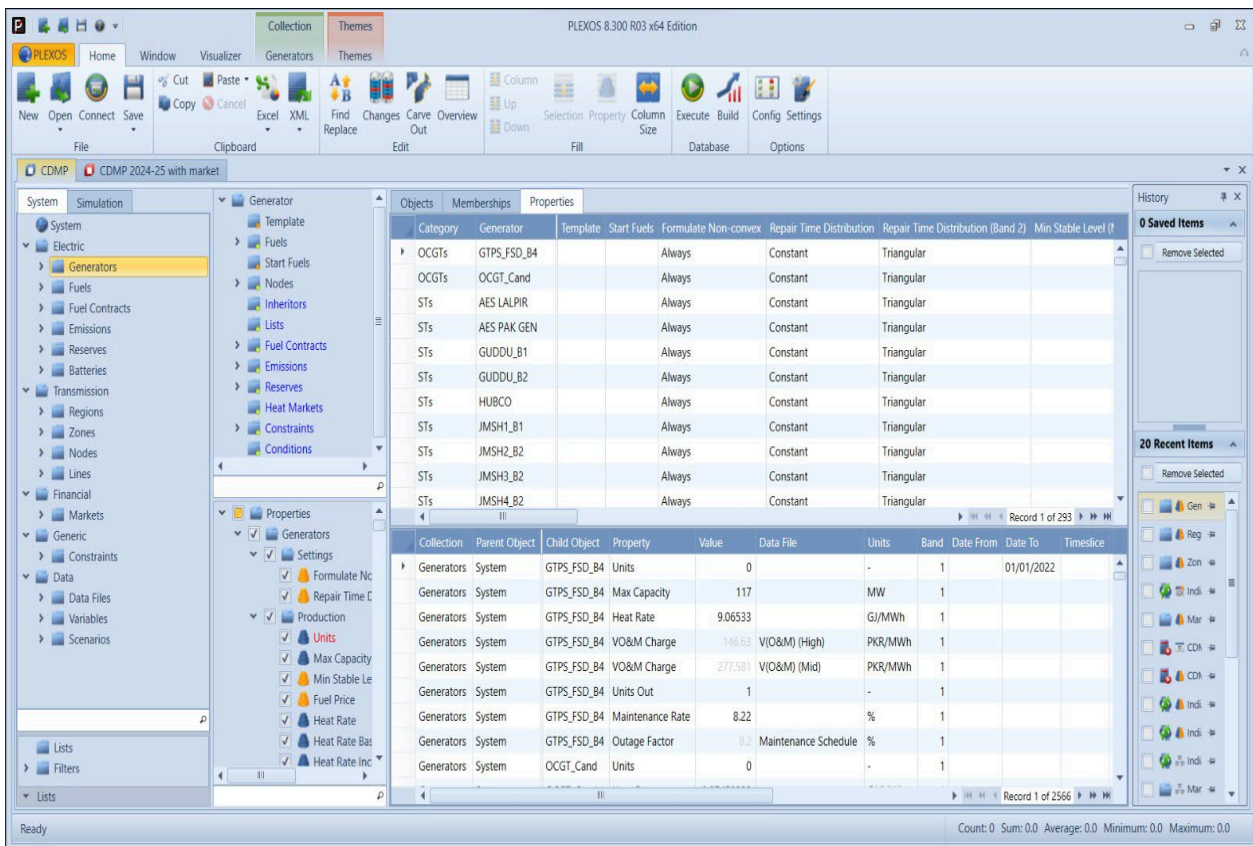 PLEXOS 8.300 R03 x64 Edition
Collection Themes
PLEXOS Home Window Visualizer Generators Themes
New Open Connect Save
File
Cut Copy Paste Cancel Excel XML
Clipboard
Find Replace Changes Carve Out Overview
Edit
Column Up Down Selection Property Column Size
Fill
Execute Build
Database
Config Settings
Options
CDMP CDMP 2024-25 with market
System Simulation
System
Electric
Generators
Fuels
Fuel Contracts
Emissions
Reserves
Batteries
Transmission
Regions
Zones
Nodes
Lines
Financial
Markets
Generic
Constraints
Data
Data Files
Variables
Scenarios
Lists
Filters
Lists
Generator
Template
Fuels
Start Fuels
Nodes
Inheritors
Lists
Fuel Contracts
Emissions
Reserves
Heat Markets
Constraints
Conditions
Properties
Generators
Settings
Formulate Nc
Repair Time D
Production
Units
Max Capacity
Min Stable Le
Fuel Price
Heat Rate
Heat Rate Bas
Heat Rate Inc
Objects Memberships Properties
Category Generator Template Start Fuels Formulate Non-convex Repair Time Distribution Repair Time Distribution (Band 2) Min Stable Level (
OCGTs GTPS_FSD_B4 Always Constant Triangular
OCGTs OCGT_Cand Always Constant Triangular
STs AES LALPIR Always Constant Triangular
STs AES PAK GEN Always Constant Triangular
STs GUDDU_B1 Always Constant Triangular
STs GUDDU_B2 Always Constant Triangular
STs HUBCO Always Constant Triangular
STs JMSH1_B1 Always Constant Triangular
STs JMSH2_B2 Always Constant Triangular
STs JMSH3_B2 Always Constant Triangular
STs JMSH4_B2 Always Constant Triangular
Record 1 of 293
Collection Parent Object Child Object Property Value Data File Units Band Date From Date To Timeslice
Generators System GTPS_FSD_B4 Units 0 - 1 01/01/2022
Generators System GTPS_FSD_B4 Max Capacity 117 MW 1
Generators System GTPS_FSD_B4 Heat Rate 9.06533 GJ/MWh 1
Generators System GTPS_FSD_B4 VO&M Charge 146.63 V(O&M) (High) PKR/MWh 1
Generators System GTPS_FSD_B4 VO&M Charge 277.581 V(O&M) (Mid) PKR/MWh 1
Generators System GTPS_FSD_B4 Units Out 1 - 1
Generators System GTPS_FSD_B4 Maintenance Rate 8.22 % 1
Generators System GTPS_FSD_B4 Outage Factor 8.2 Maintenance Schedule % 1
Generators System OCGT_Cand Units 0 - 1
Record 1 of 2566
History
0 Saved Items
Remove Selected
20 Recent Items
Remove Selected
Gen
Reg
Zon
Indi
Mar
CDM
CDM
Indi
Indi
Indi
Mar
Ready
Count: 0 Sum: 0.0 Average: 0.0 Minimum: 0.0 Maximum: 0.0